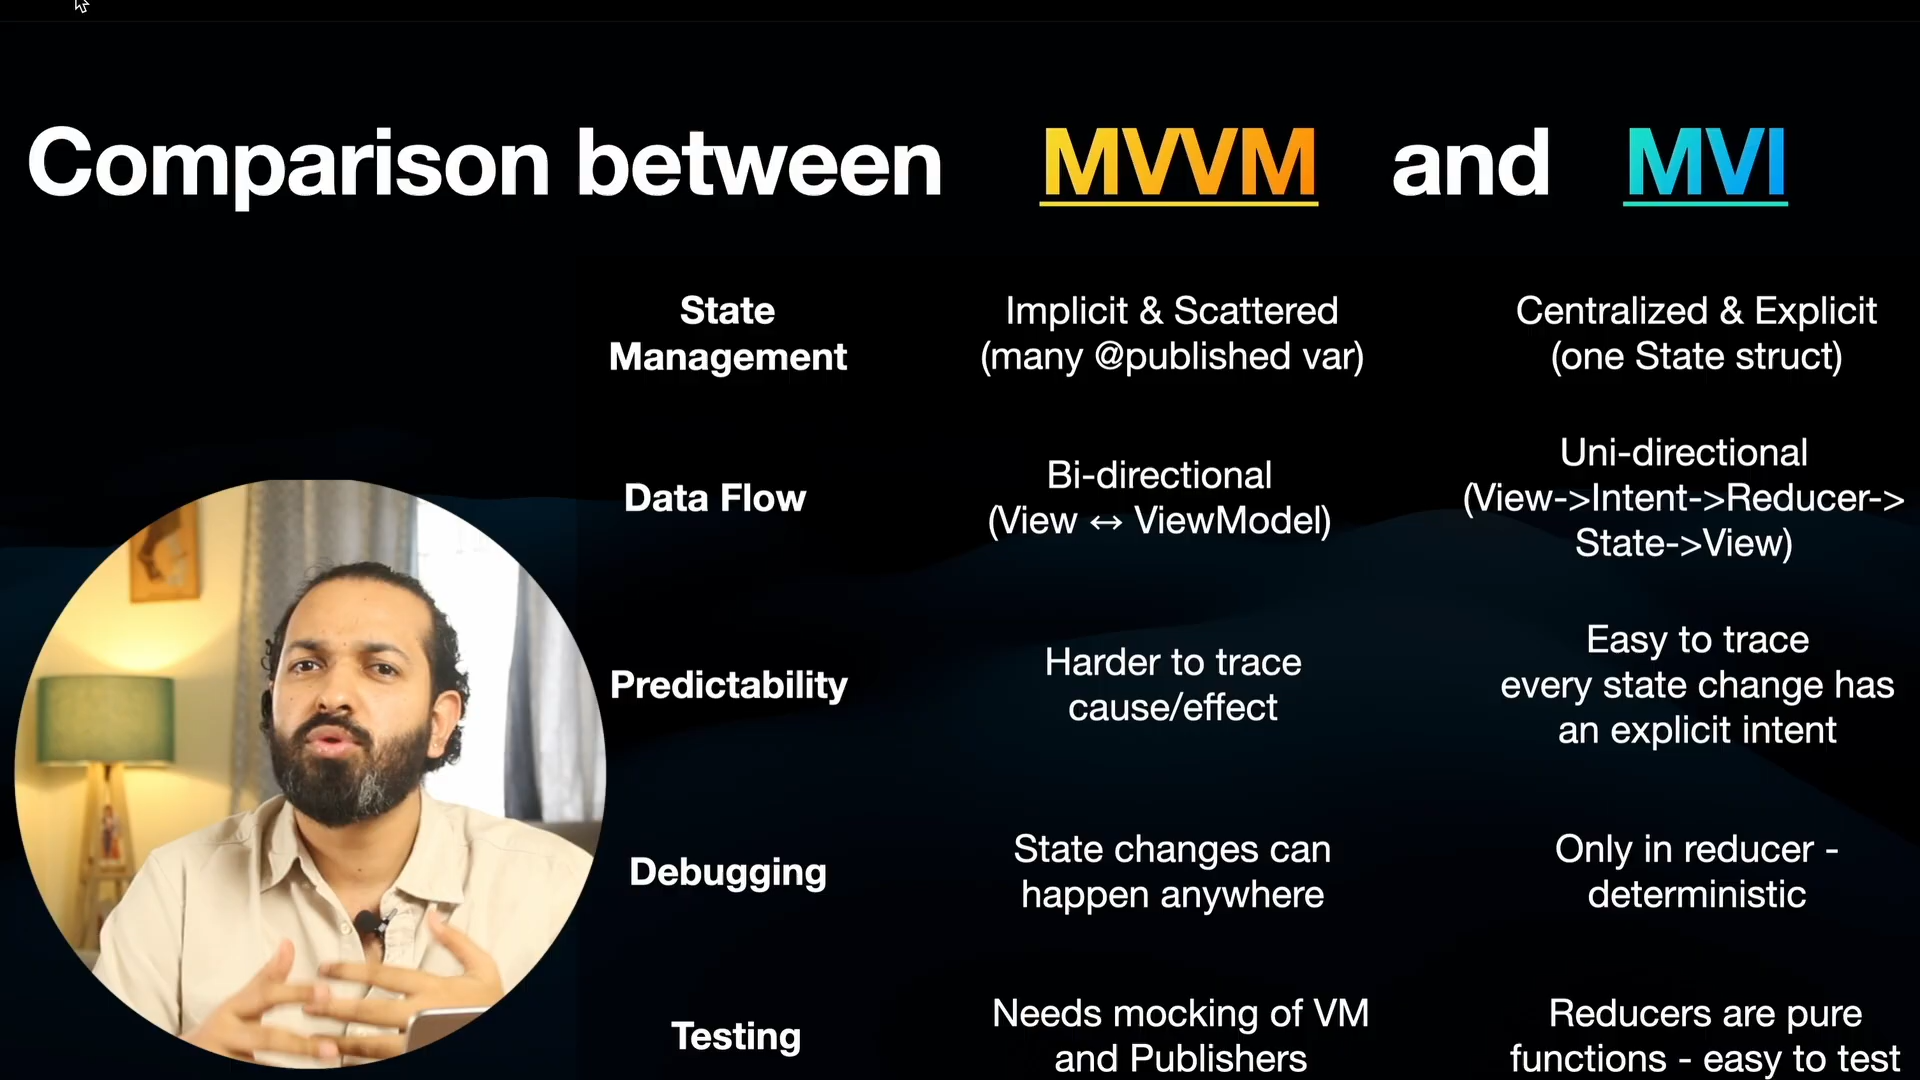 Comparison between MVVM and MVI
State
Management
Implicit & Scattered
(many @published var)
Centralized & Explicit
(one State struct)
Data Flow
Bi-directional
(View ↔ ViewModel)
Uni-directional
(View->Intent->Reducer->
State->View)
Predictability
Harder to trace
cause/effect
Easy to trace
every state change has
an explicit intent
Debugging
State changes can
happen anywhere
Only in reducer -
deterministic
Testing
Needs mocking of VM
and Publishers
Reducers are pure
functions - easy to test